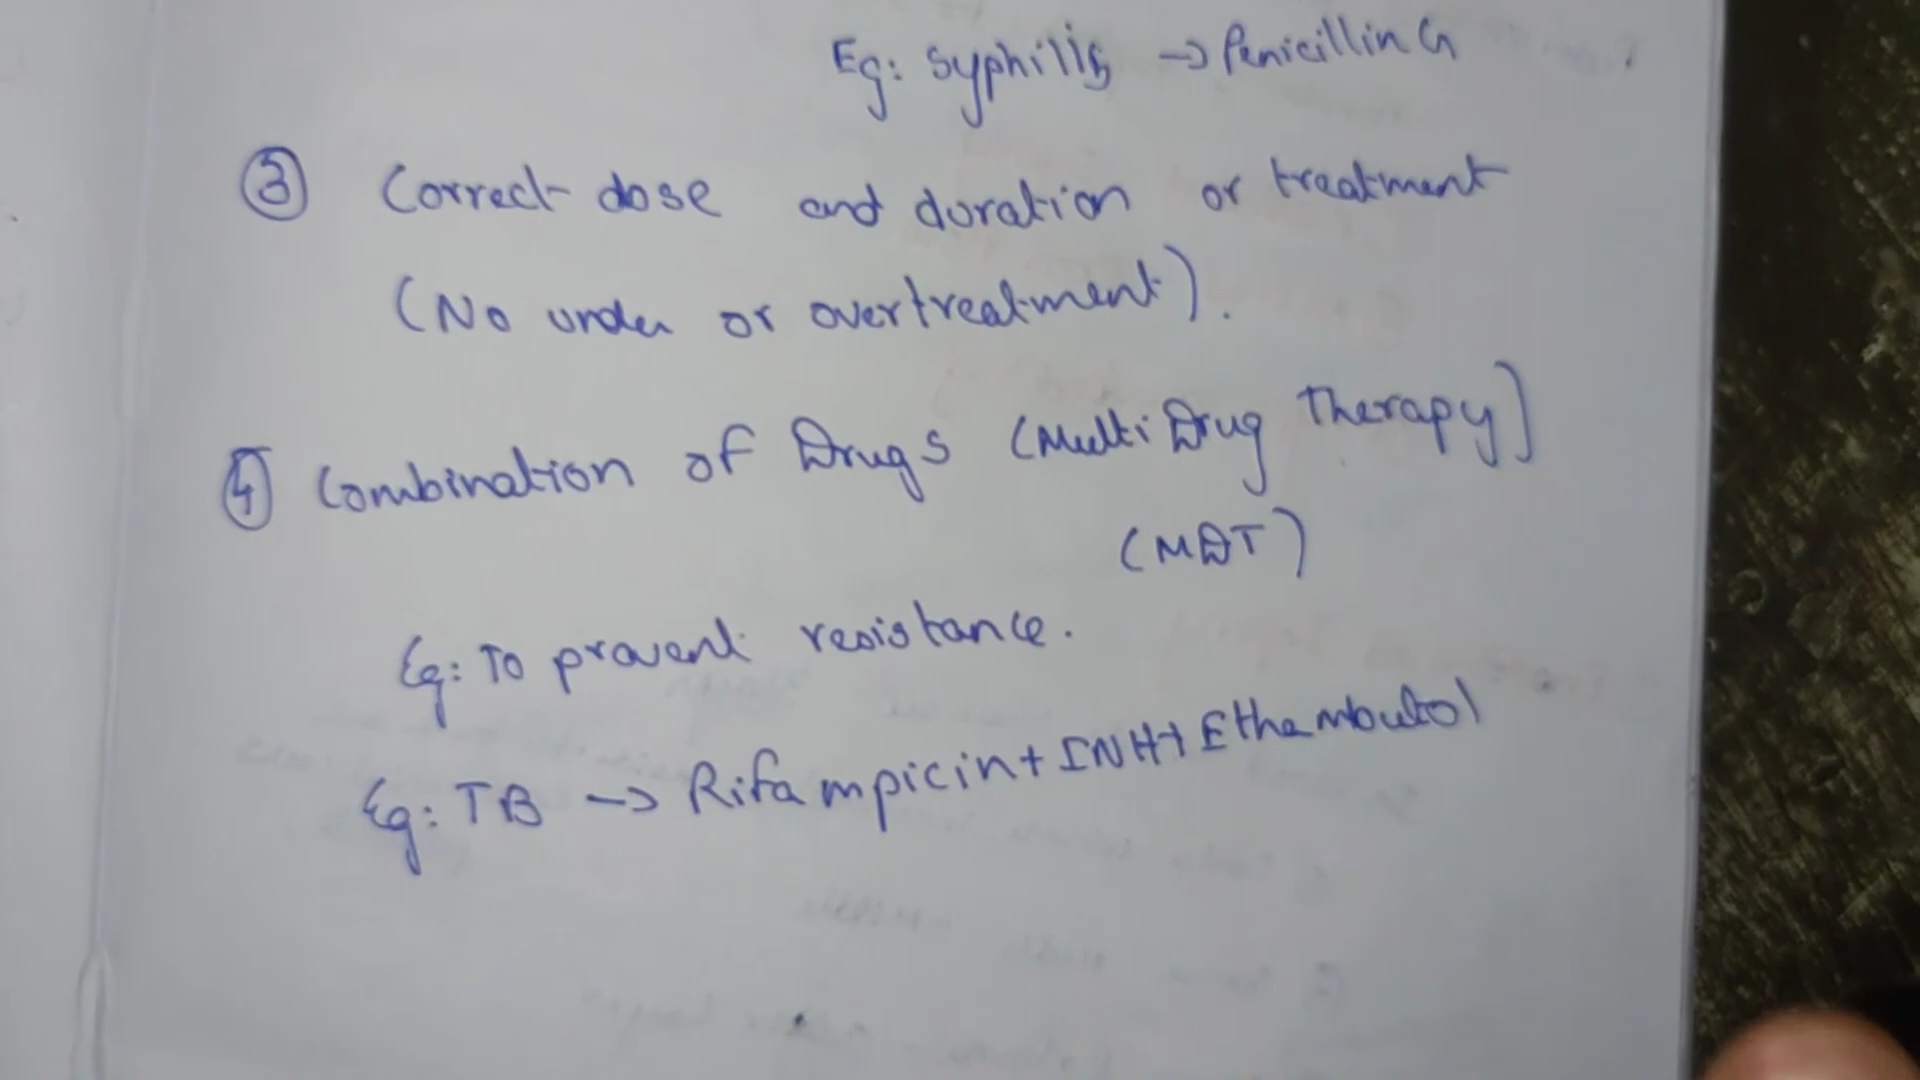 Eg: Syphilis → Penicillin G
③ Correct dose and duration or treatment
(No under or overtreatment).
④ Combination of Drugs (Multi Drug Therapy]
(MDT)
Eg: To prevent resistance.
Eg: TB → Rifampicin + INH + Ethambutol